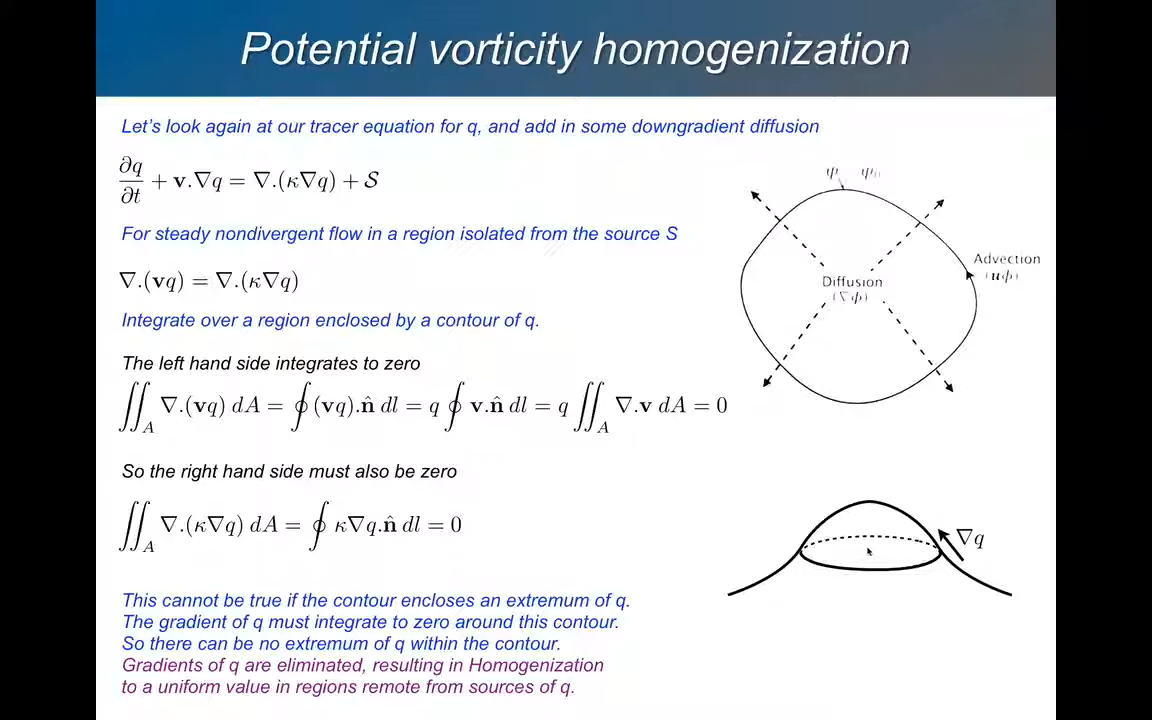 Potential vorticity homogenization
Let's look again at our tracer equation for q, and add in some downgradient diffusion
∂q/∂t + v.∇q = ∇.(κ∇q) + S
For steady nondivergent flow in a region isolated from the source S
∇.(vq) = ∇.(κ∇q)
Integrate over a region enclosed by a contour of q.
The left hand side integrates to zero
∬_A ∇.(vq) dA = ∮(vq).n̂ dl = q ∮ v.n̂ dl = q ∬_A ∇.v dA = 0
So the right hand side must also be zero
∬_A ∇.(κ∇q) dA = ∮ κ∇q.n̂ dl = 0
This cannot be true if the contour encloses an extremum of q.
The gradient of q must integrate to zero around this contour.
So there can be no extremum of q within the contour.
Gradients of q are eliminated, resulting in Homogenization
to a uniform value in regions remote from sources of q.
Advection
(uϕ)
Diffusion
(∇ϕ)
∇q